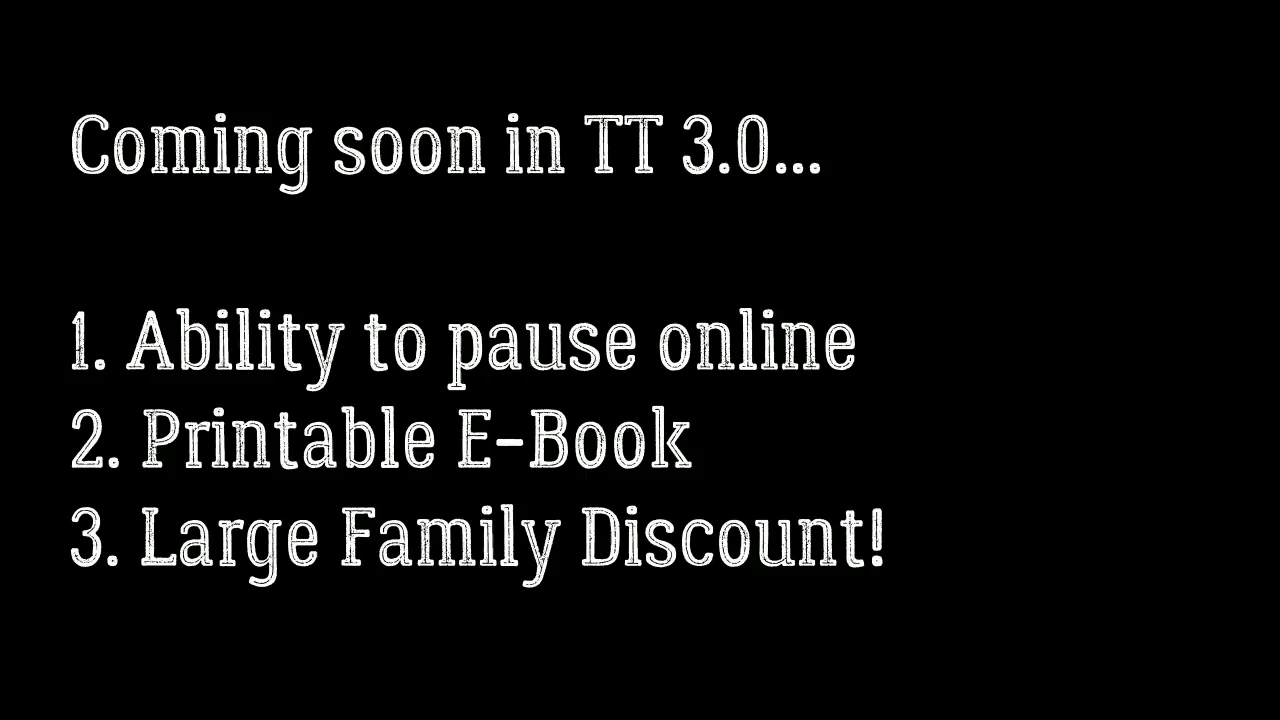 Coming soon in TT 3.0...
1. Ability to pause online
2. Printable E-Book
3. Large Family Discount!